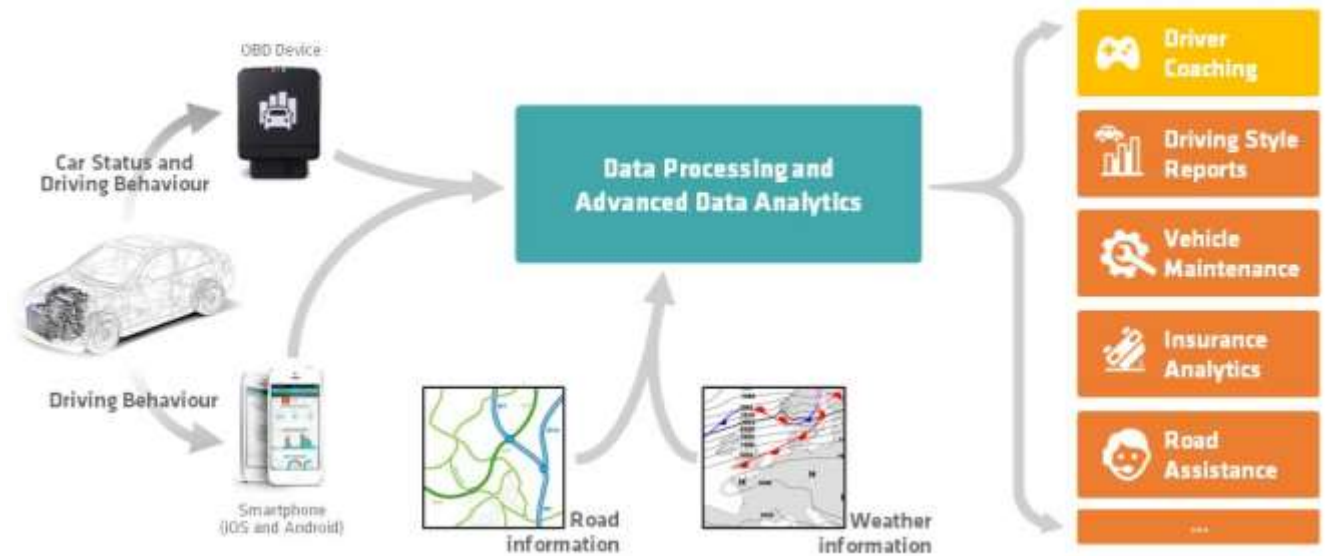 OBD Device
Car Status and
Driving Behaviour
Driving Behaviour
Smartphone
(iOS and Android)
Data Processing and
Advanced Data Analytics
Road
information
Weather
information
Driver
Coaching
Driving Style
Reports
Vehicle
Maintenance
Insurance
Analytics
Road
Assistance
...